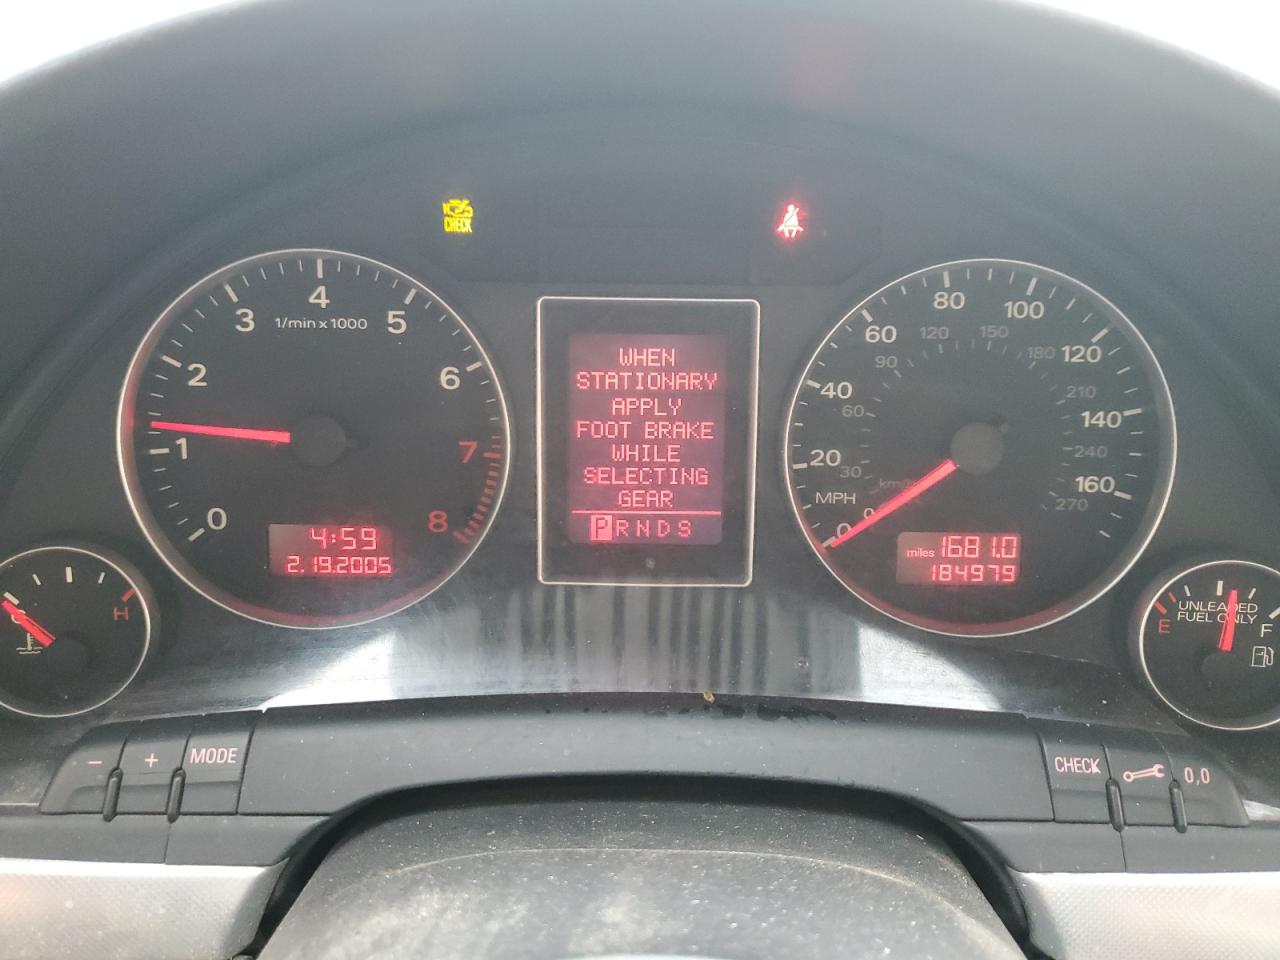 CHECK
4
3
1/min x 1000
5
2
6
1
7
0
8
4:59
2.19.2005
WHEN
STATIONARY
APPLY
FOOT BRAKE
WHILE
SELECTING
GEAR
P R N D S
80
100
60
120
150
90
180
120
40
210
60
140
20
240
30
160
MPH
km/h
270
0
0
miles 1681.0
184979
H
UNLEADED
FUEL ONLY
E
F
- + MODE
CHECK
0,0